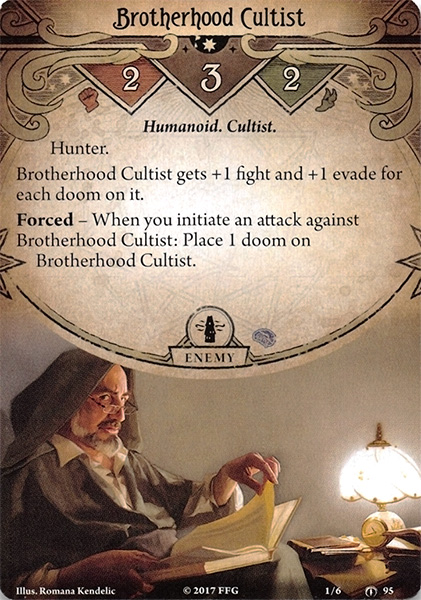 Brotherhood Cultist
2 3 2
Humanoid. Cultist.
Hunter.
Brotherhood Cultist gets +1 fight and +1 evade for
each doom on it.
Forced – When you initiate an attack against
Brotherhood Cultist: Place 1 doom on
Brotherhood Cultist.
ENEMY
Illus. Romana Kendelic © 2017 FFG 1/6 95